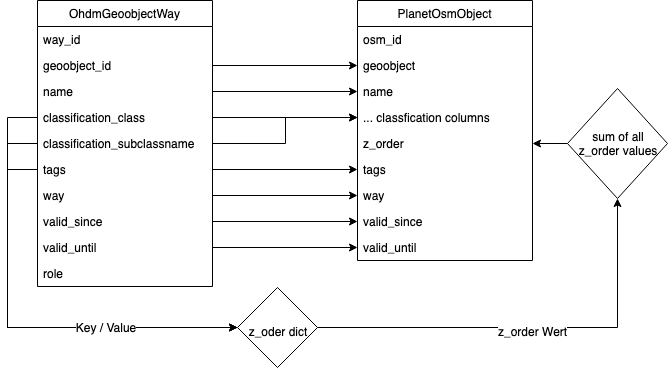 OhdmGeoobjectWay
way_id
geoobject_id
name
classification_class
classification_subclassname
tags
way
valid_since
valid_until
role
PlanetOsmObject
osm_id
geoobject
name
... classfication columns
z_order
tags
way
valid_since
valid_until
sum of all
z_order values
Key / Value
z_oder dict
z_order Wert